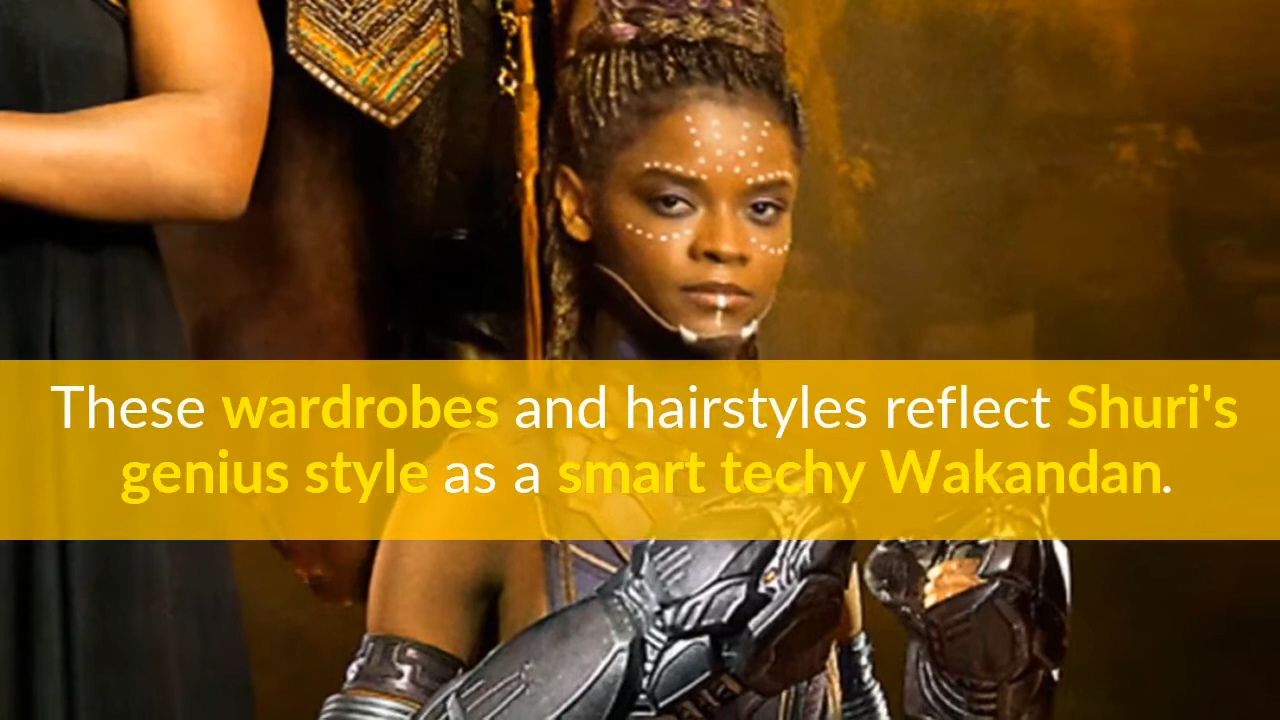 These wardrobes and hairstyles reflect Shuri's
genius style as a smart techy Wakandan.